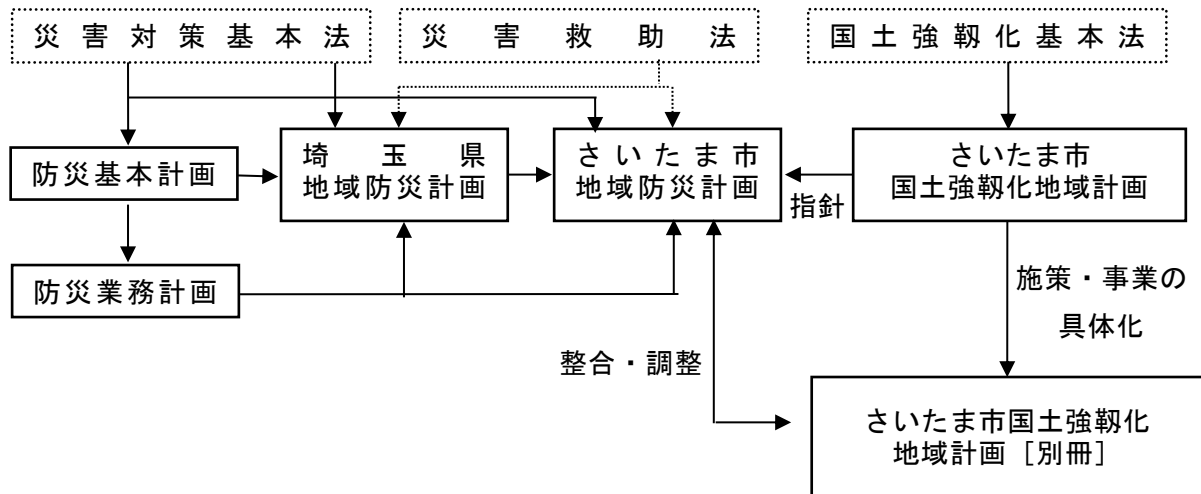 災害対策基本法
災害救助法
国土強靱化基本法
防災基本計画
埼玉県
地域防災計画
さいたま市
地域防災計画
指針
さいたま市
国土強靱化地域計画
防災業務計画
施策・事業の
具体化
整合・調整
さいたま市国土強靱化
地域計画［別冊］